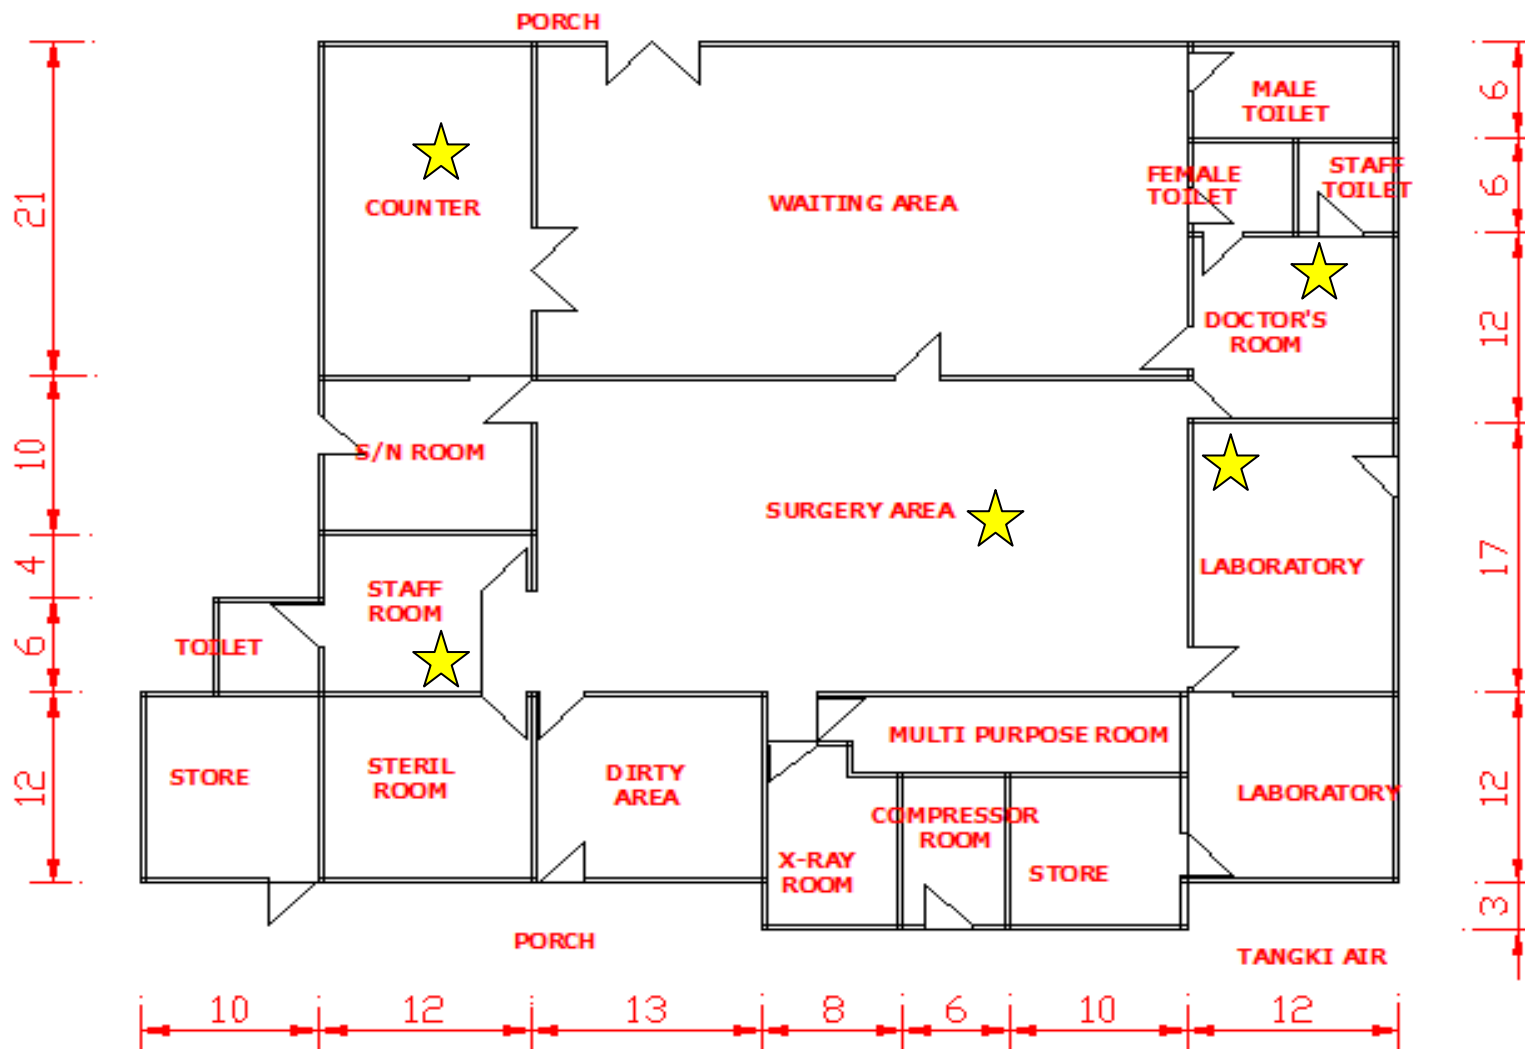 PORCH
21
10
4
6
12
6
6
12
17
12
3
COUNTER
WAITING AREA
MALE
TOILET
FEMALE
TOILET
STAFF
TOILET
DOCTOR'S
ROOM
S/N ROOM
SURGERY AREA
LABORATORY
STAFF
ROOM
TOILET
STORE
STERIL
ROOM
DIRTY
AREA
MULTI PURPOSE ROOM
X-RAY
ROOM
COMPRESSOR
ROOM
STORE
LABORATORY
PORCH
TANGKI AIR
10
12
13
8
6
10
12